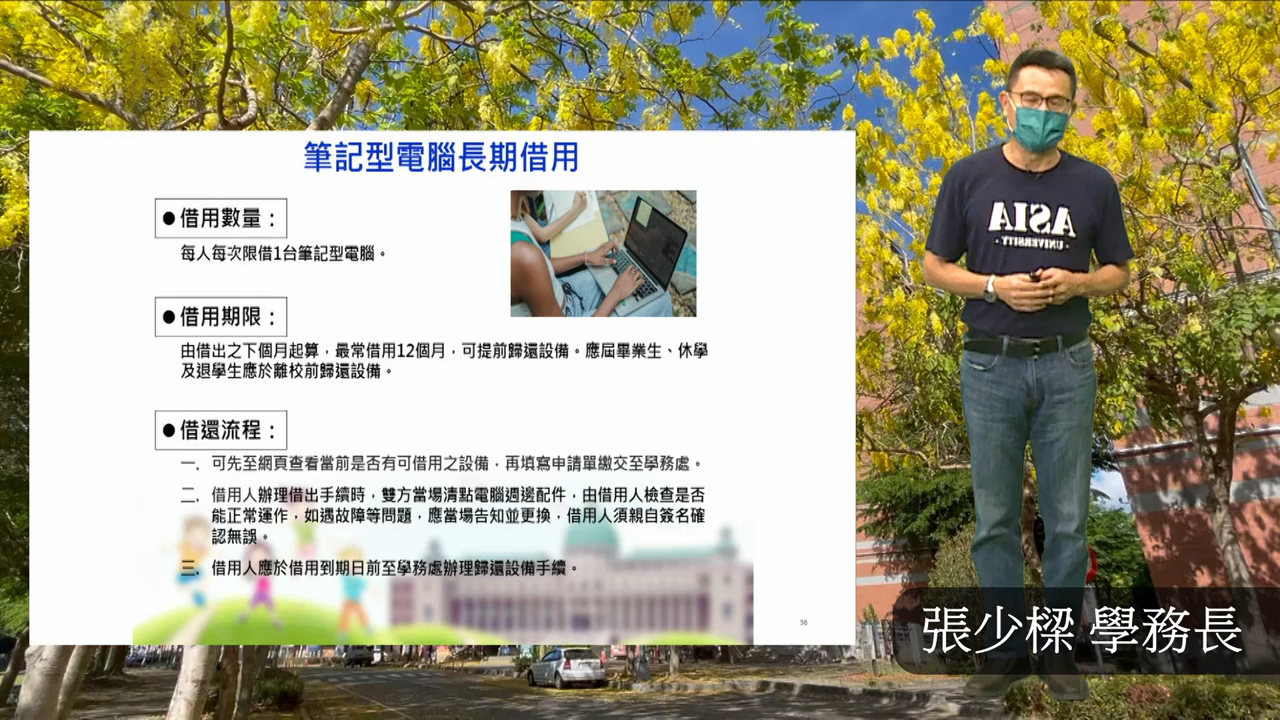 筆記型電腦長期借用
●借用數量：
每人每次限借1台筆記型電腦。
●借用期限：
由借出之下個月起算，最常借用12個月，可提前歸還設備。應屆畢業生、休學
及退學生應於離校前歸還設備。
●借還流程：
一. 可先至網頁查看當前是否有可借用之設備，再填寫申請單繳交至學務處。
二. 借用人辦理借出手續時，雙方當場清點電腦週邊配件，由借用人檢查是否
能正常運作，如遇故障等問題，應當場告知並更換，借用人須親自簽名確
認無誤。
三. 借用人應於借用到期日前至學務處辦理歸還設備手續。
36
ASIA
·UNIVERSITY·
張少樑 學務長